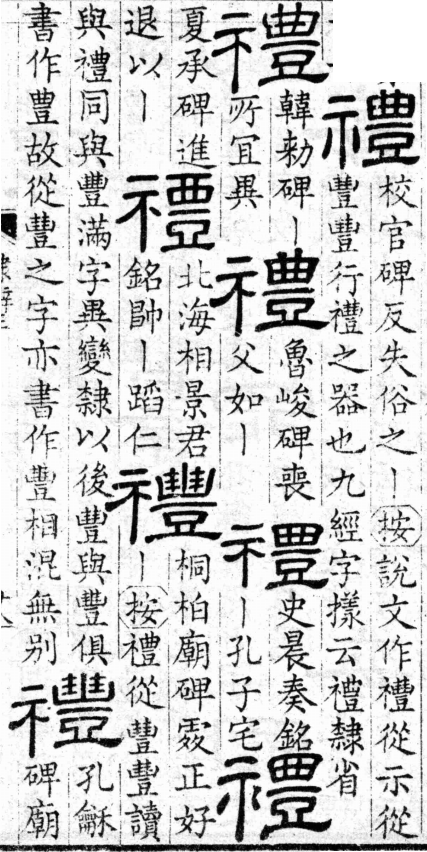 禮
校官碑反失俗之丨按說文作禮從示從
豊豊行禮之器也九經字㨾云禮隸省
禮
韓勑碑丨
所宜異
禮
魯峻碑喪
父如丨
禮
史晨奏銘
丨孔子宅
禮
夏承碑進
退以丨
禮
北海相景君
銘帥丨蹈仁
禮
桐柏廟碑䨱正好
丨按禮從豊豊讀
與禮同與豐滿字異變隸以後豊與豐俱
書作豊故從豐之字亦書作豊相混無别
禮
孔龢
碑廟